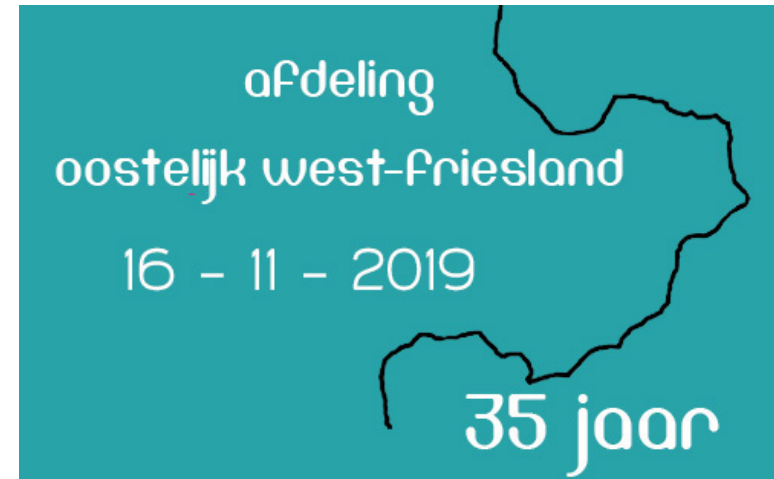 afdeling
oostelijk west-friesland
16 - 11 - 2019
35 jaar